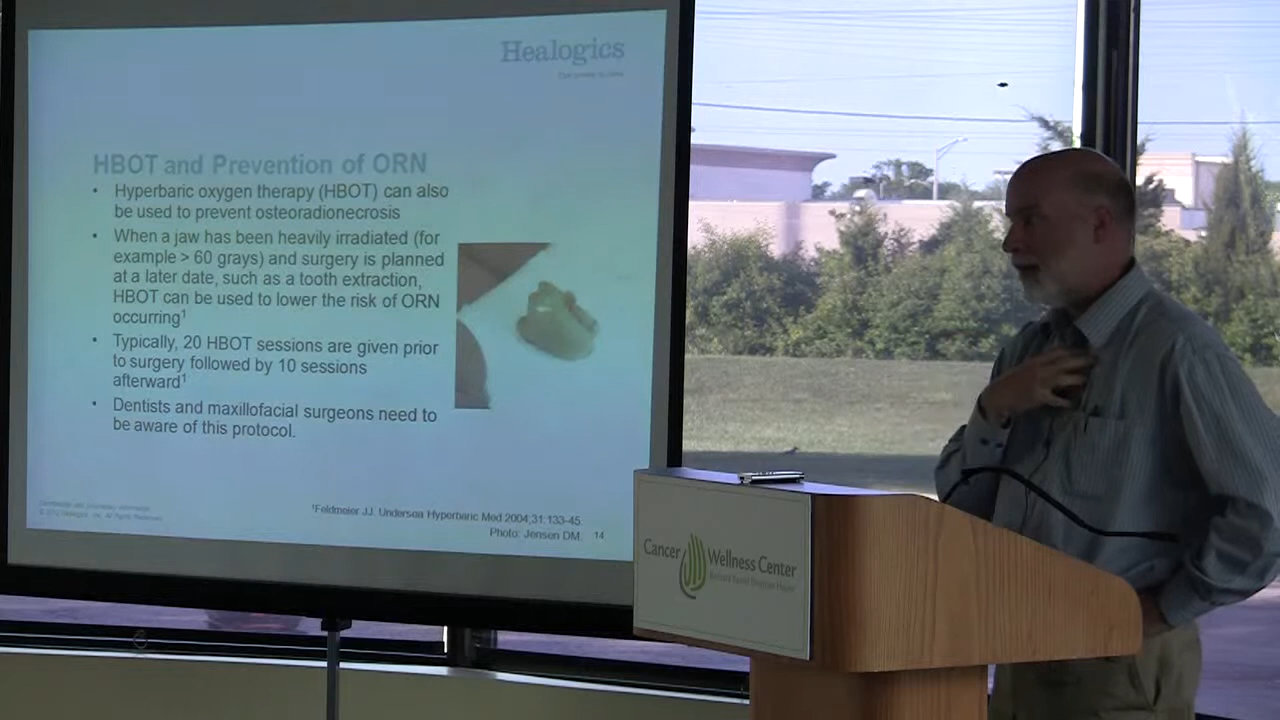 Healogics
HBOT and Prevention of ORN
• Hyperbaric oxygen therapy (HBOT) can also
be used to prevent osteoradionecrosis
• When a jaw has been heavily irradiated (for
example > 60 grays) and surgery is planned
at a later date, such as a tooth extraction,
HBOT can be used to lower the risk of ORN
occurring¹
• Typically, 20 HBOT sessions are given prior
to surgery followed by 10 sessions
afterward¹
• Dentists and maxillofacial surgeons need to
be aware of this protocol.
¹Feldmeier JJ. Undersea Hyperbaric Med 2004;31:133-45.
Photo: Jensen DM. 14
Cancer Wellness Center